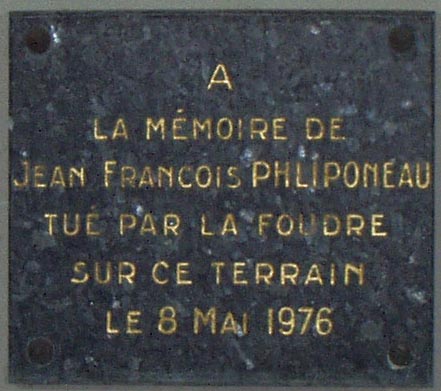 A
LA MÉMOIRE DE
JEAN FRANCOIS PHLIPONEAU
TUÉ PAR LA FOUDRE
SUR CE TERRAIN
LE 8 MAI 1976